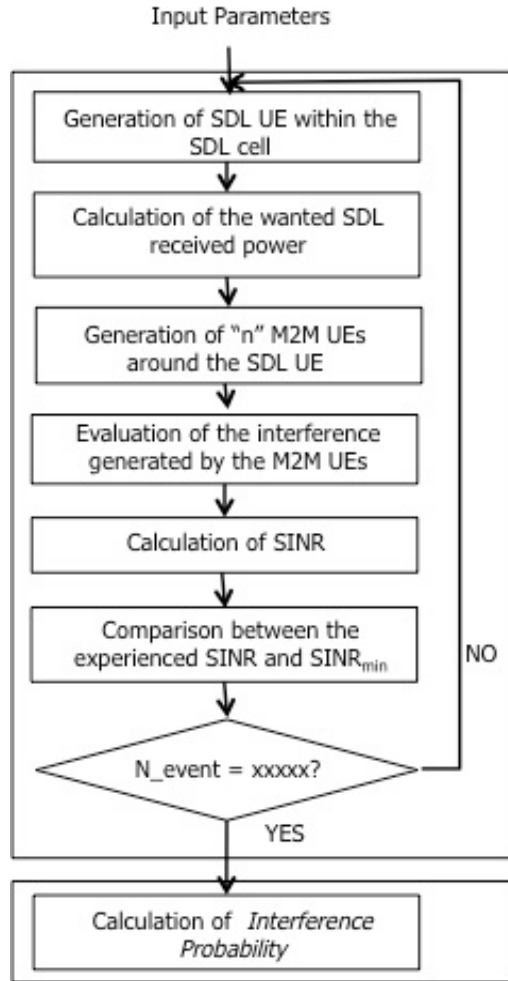 Input Parameters
Generation of SDL UE within the
SDL cell
Calculation of the wanted SDL
received power
Generation of “n” M2M UEs
around the SDL UE
Evaluation of the interference
generated by the M2M UEs
Calculation of SINR
Comparison between the
experienced SINR and SINRmin
NO
N_event = xxxxx?
YES
Calculation of Interference
Probability